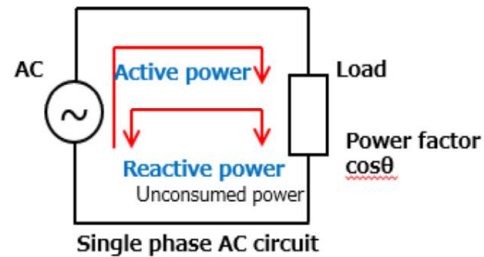 AC
Active power
Load
~
Power factor
cosθ
Reactive power
Unconsumed power
Single phase AC circuit